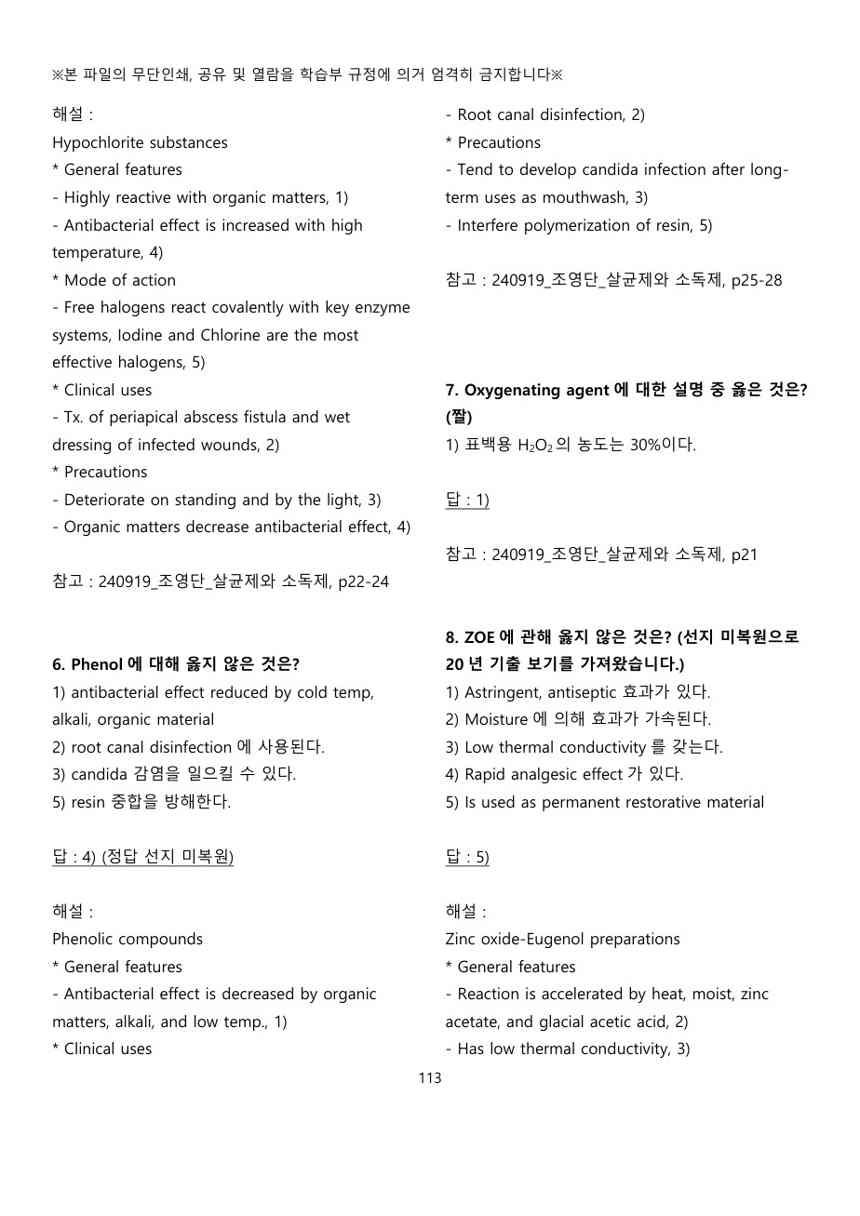 ※본 파일의 무단인쇄, 공유 및 열람을 학습부 규정에 의거 엄격히 금지합니다※
해설 :
Hypochlorite substances
* General features
- Highly reactive with organic matters, 1)
- Antibacterial effect is increased with high
temperature, 4)
* Mode of action
- Free halogens react covalently with key enzyme
systems, Iodine and Chlorine are the most
effective halogens, 5)
* Clinical uses
- Tx. of periapical abscess fistula and wet
dressing of infected wounds, 2)
* Precautions
- Deteriorate on standing and by the light, 3)
- Organic matters decrease antibacterial effect, 4)
참고 : 240919_조영단_살균제와 소독제, p22-24
6. Phenol 에 대해 옳지 않은 것은?
1) antibacterial effect reduced by cold temp,
alkali, organic material
2) root canal disinfection 에 사용된다.
3) candida 감염을 일으킬 수 있다.
5) resin 중합을 방해한다.
답 : 4) (정답 선지 미복원)
해설 :
Phenolic compounds
* General features
- Antibacterial effect is decreased by organic
matters, alkali, and low temp., 1)
* Clinical uses
- Root canal disinfection, 2)
* Precautions
- Tend to develop candida infection after long-
term uses as mouthwash, 3)
- Interfere polymerization of resin, 5)
참고 : 240919_조영단_살균제와 소독제, p25-28
7. Oxygenating agent 에 대한 설명 중 옳은 것은?
(짤)
1) 표백용 H₂O₂ 의 농도는 30%이다.
답 : 1)
참고 : 240919_조영단_살균제와 소독제, p21
8. ZOE 에 관해 옳지 않은 것은? (선지 미복원으로
20 년 기출 보기를 가져왔습니다.)
1) Astringent, antiseptic 효과가 있다.
2) Moisture 에 의해 효과가 가속된다.
3) Low thermal conductivity 를 갖는다.
4) Rapid analgesic effect 가 있다.
5) Is used as permanent restorative material
답 : 5)
해설 :
Zinc oxide-Eugenol preparations
* General features
- Reaction is accelerated by heat, moist, zinc
acetate, and glacial acetic acid, 2)
- Has low thermal conductivity, 3)
113